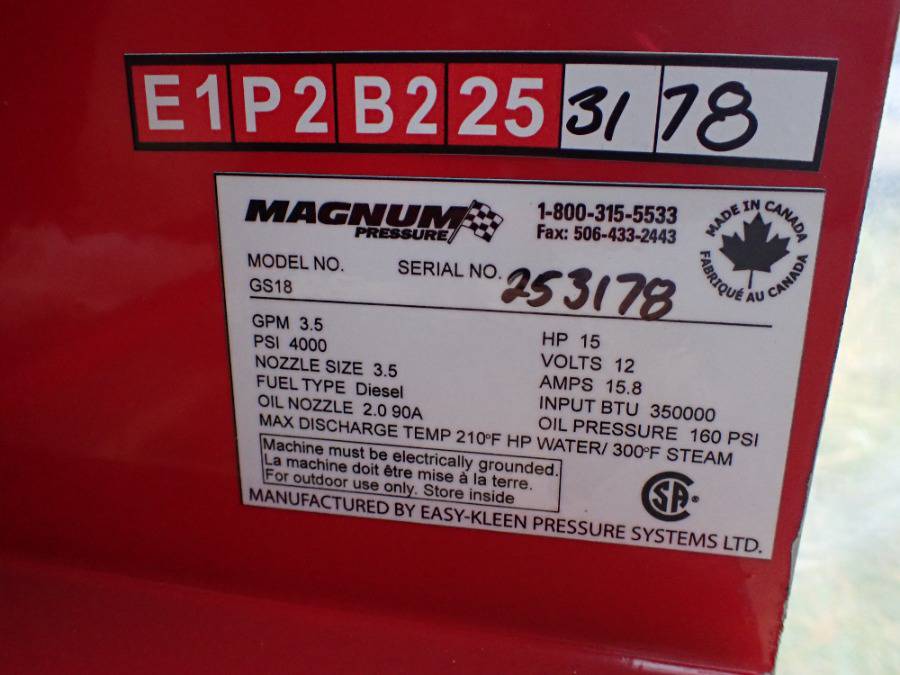 E1 P2 B2 25 31 78
MAGNUM
PRESSURE
1-800-315-5533
Fax: 506-433-2443
MADE IN CANADA
FABRIQUÉ AU CANADA
MODEL NO. SERIAL NO. 253178
GS18
GPM 3.5
PSI 4000
NOZZLE SIZE 3.5
FUEL TYPE Diesel
OIL NOZZLE 2.0 90A
HP 15
VOLTS 12
AMPS 15.8
INPUT BTU 350000
OIL PRESSURE 160 PSI
MAX DISCHARGE TEMP 210°F HP WATER/ 300°F STEAM
Machine must be electrically grounded.
La machine doit être mise à la terre.
For outdoor use only. Store inside
SA®
MANUFACTURED BY EASY-KLEEN PRESSURE SYSTEMS LTD.